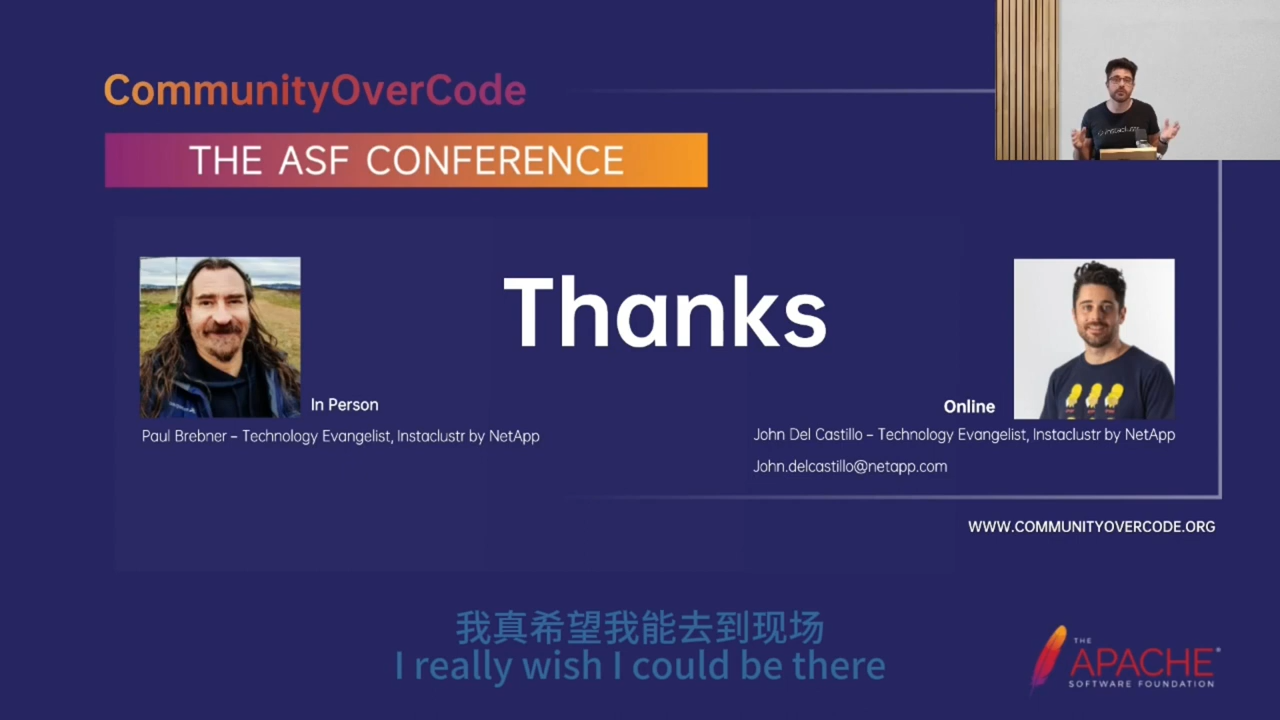 CommunityOverCode
THE ASF CONFERENCE
instaclustr
Thanks
In Person
Paul Brebner – Technology Evangelist, Instaclustr by NetApp
Online
John Del Castillo – Technology Evangelist, Instaclustr by NetApp
John.delcastillo@netapp.com
WWW.COMMUNITYOVERCODE.ORG
我真希望我能去到现场
I really wish I could be there
THE
APACHE®
SOFTWARE FOUNDATION